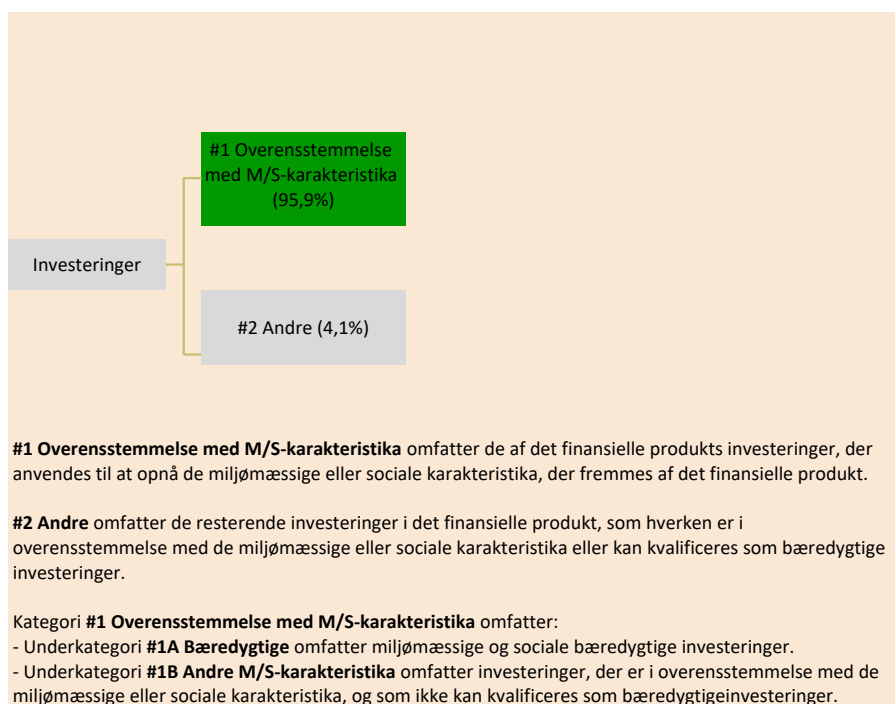 #1 Overensstemmelse
med M/S-karakteristika
(95,9%)
Investeringer
#2 Andre (4,1%)
#1 Overensstemmelse med M/S-karakteristika omfatter de af det finansielle produkts investeringer, der
anvendes til at opnå de miljømæssige eller sociale karakteristika, der fremmes af det finansielle produkt.
#2 Andre omfatter de resterende investeringer i det finansielle produkt, som hverken er i
overensstemmelse med de miljømæssige eller sociale karakteristika eller kan kvalificeres som bæredygtige
investeringer.
Kategori #1 Overensstemmelse med M/S-karakteristika omfatter:
- Underkategori #1A Bæredygtige omfatter miljømæssige og sociale bæredygtige investeringer.
- Underkategori #1B Andre M/S-karakteristika omfatter investeringer, der er i overensstemmelse med de
miljømæssige eller sociale karakteristika, og som ikke kan kvalificeres som bæredygtigeinvesteringer.